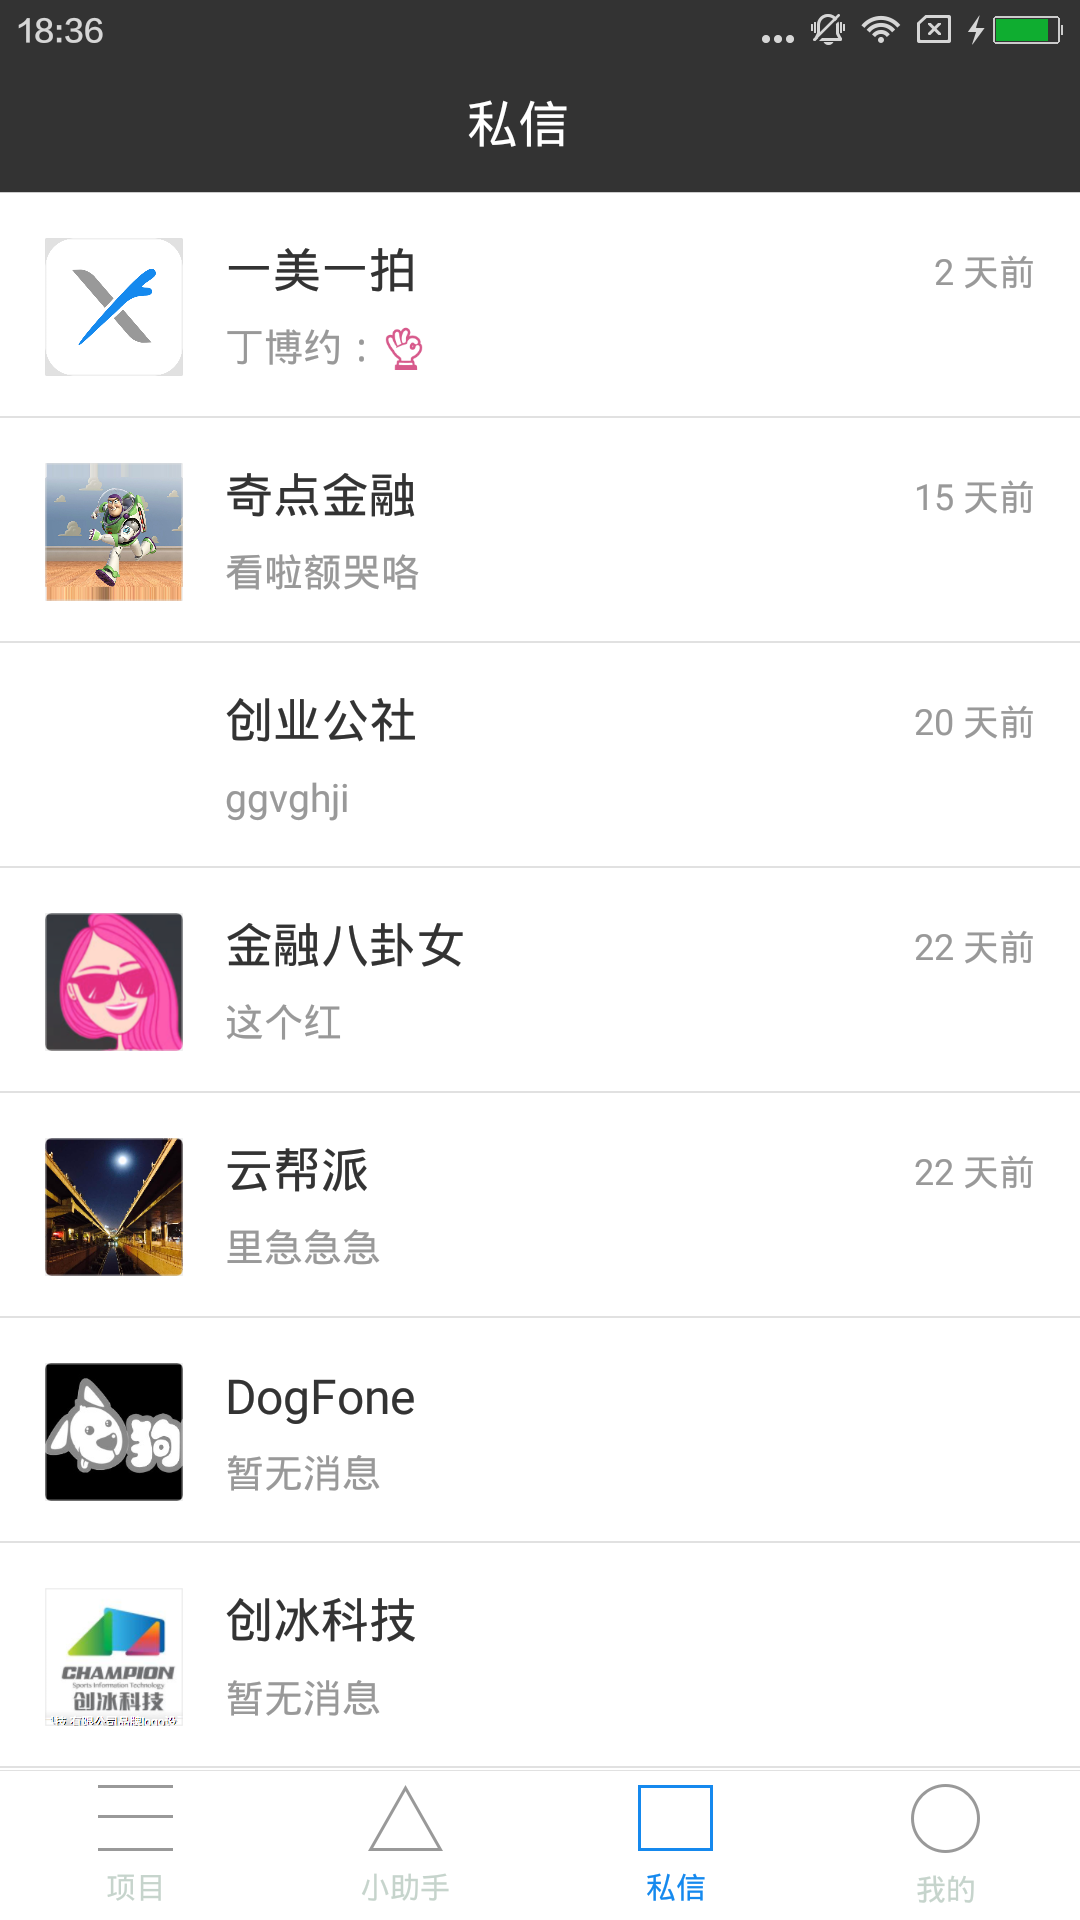 18:36
私信
一美一拍
2 天前
丁博约：
奇点金融
15 天前
看啦额哭咯
创业公社
20 天前
ggvghji
金融八卦女
22 天前
这个红
云帮派
22 天前
里急急急
DogFone
狗
暂无消息
创冰科技
CHAMPION
Sports Information Technology
创冰科技
暂无消息
项目
小助手
私信
我的